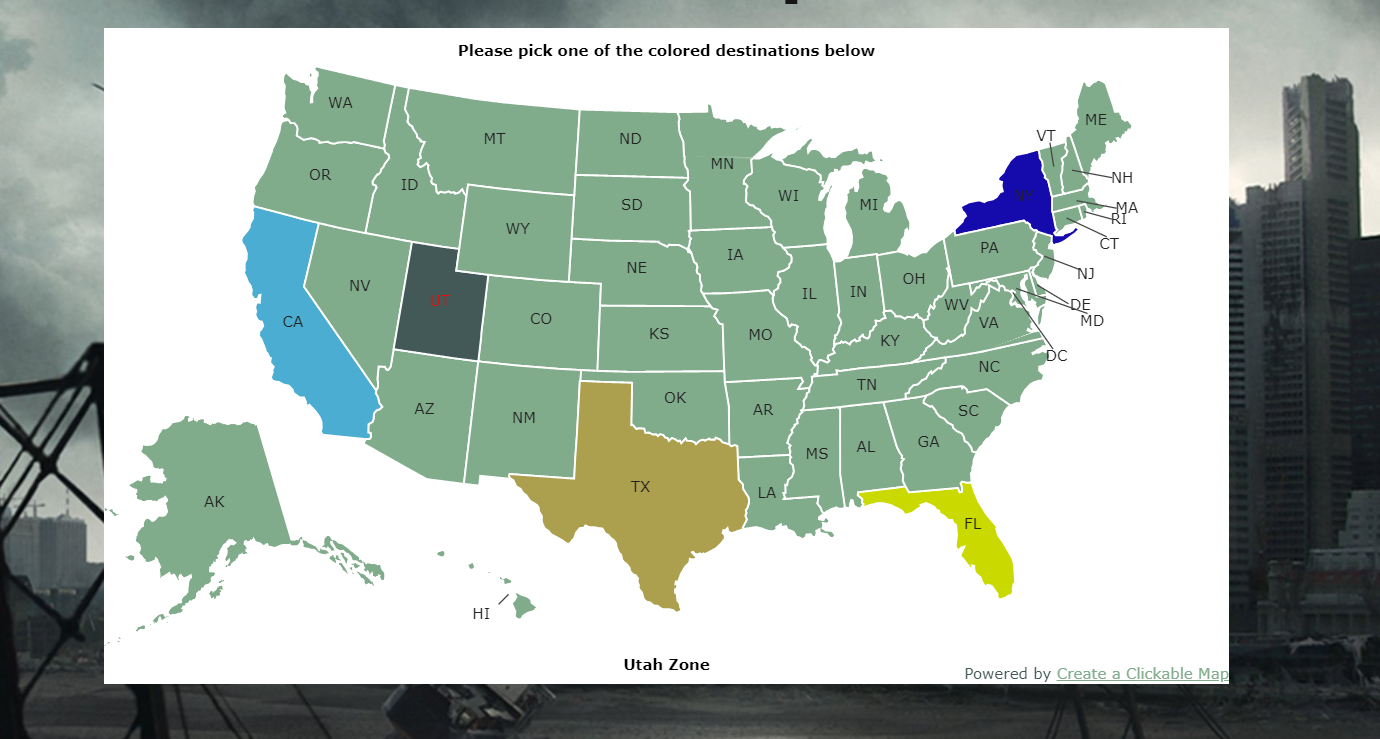 Please pick one of the colored destinations below
WA
MT
ND
MN
ME
VT
OR
ID
SD
WI
MI
NY
NH
MA
RI
WY
CT
NV
UT
NE
IA
PA
NJ
CA
CO
IL
IN
OH
WV
DE
MD
KS
MO
KY
VA
DC
AZ
NM
OK
AR
TN
NC
SC
TX
LA
MS
AL
GA
AK
FL
HI
Utah Zone
Powered by Create a Clickable Map